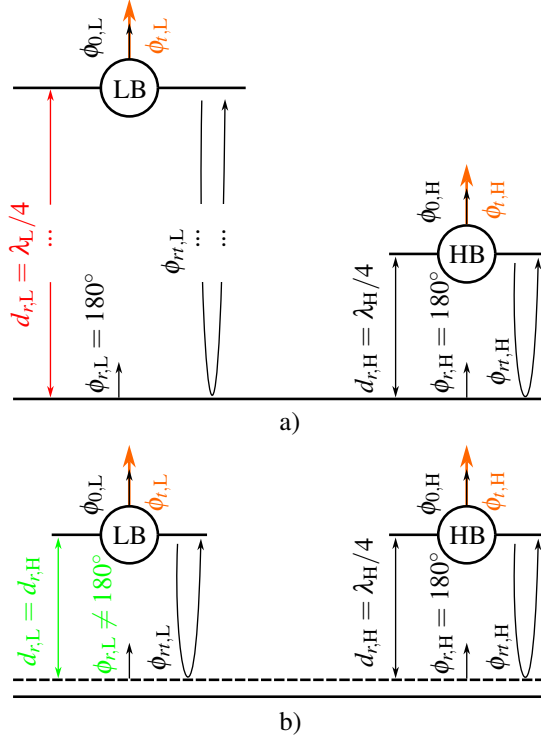 ϕ0,L ϕt,L
LB
dr,L = λL/4
...
ϕr,L = 180°
ϕrt,L
... ...
ϕ0,H ϕt,H
HB
dr,H = λH/4
ϕr,H = 180°
ϕrt,H
a)
ϕ0,L ϕt,L
LB
dr,L = dr,H
ϕr,L ≠ 180°
ϕrt,L
ϕ0,H ϕt,H
HB
dr,H = λH/4
ϕr,H = 180°
ϕrt,H
b)